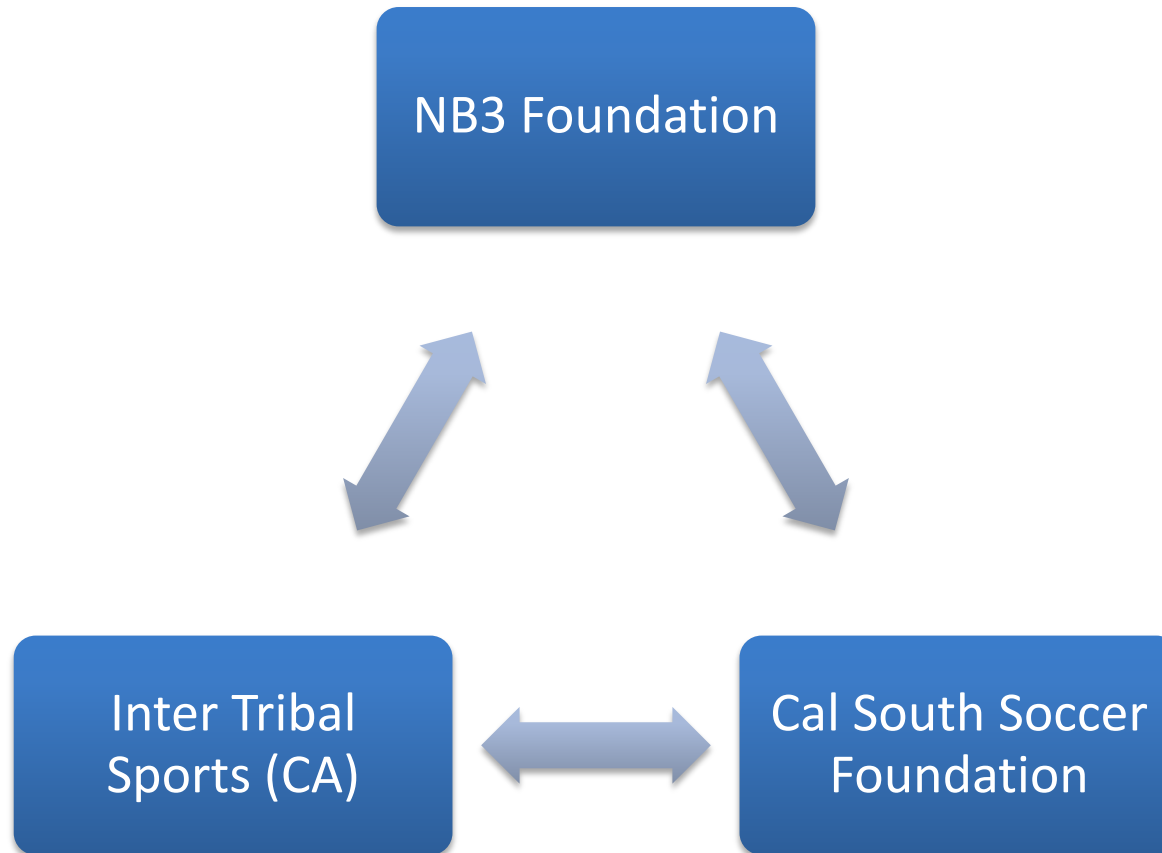 NB3 Foundation
Inter Tribal
Sports (CA)
Cal South Soccer
Foundation